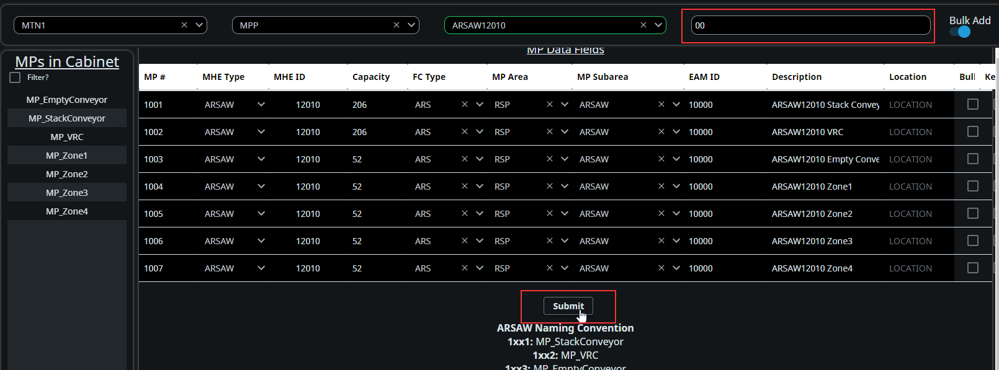 MTN1 MPP ARSAW12010 00 Bulk Add
MPs in Cabinet
Filter?
MP_EmptyConveyor
MP_StackConveyor
MP_VRC
MP_Zone1
MP_Zone2
MP_Zone3
MP_Zone4
MP Data Fields
MP # MHE Type MHE ID Capacity FC Type MP Area MP Subarea EAM ID Description Location Bul Ke
1001 ARSAW 12010 206 ARS RSP ARSAW 10000 ARSAW12010 Stack Convey LOCATION
1002 ARSAW 12010 206 ARS RSP ARSAW 10000 ARSAW12010 VRC LOCATION
1003 ARSAW 12010 52 ARS RSP ARSAW 10000 ARSAW12010 Empty Conve LOCATION
1004 ARSAW 12010 52 ARS RSP ARSAW 10000 ARSAW12010 Zone1 LOCATION
1005 ARSAW 12010 52 ARS RSP ARSAW 10000 ARSAW12010 Zone2 LOCATION
1006 ARSAW 12010 52 ARS RSP ARSAW 10000 ARSAW12010 Zone3 LOCATION
1007 ARSAW 12010 52 ARS RSP ARSAW 10000 ARSAW12010 Zone4 LOCATION
Submit
ARSAW Naming Convention
1xx1: MP_StackConveyor
1xx2: MP_VRC
1xx3: MP_EmptyConveyor